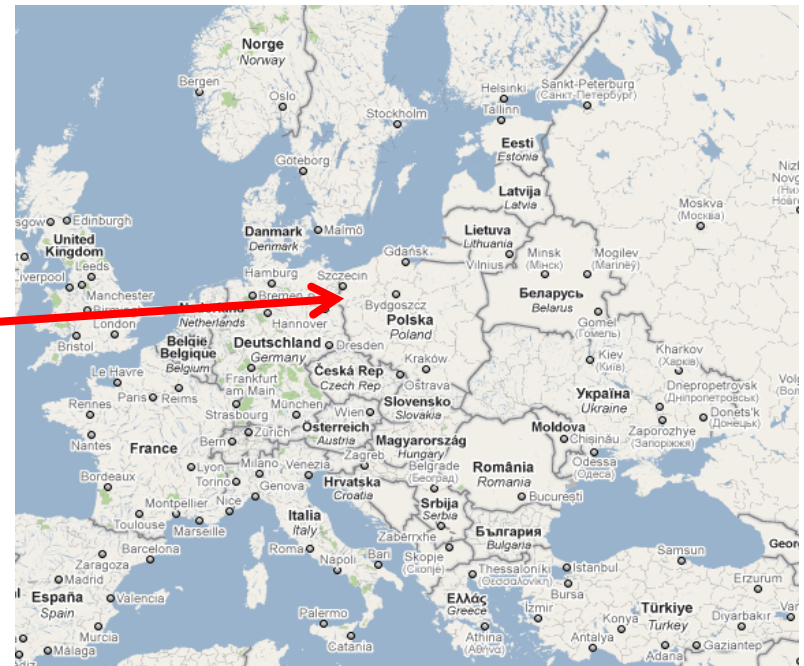 Norge
Norway
Bergen
Oslo
Stockholm
Helsinki
Sankt-Peterburg
(Санкт-Петербург)
Tallinn
Eesti
Estonia
Göteborg
Latvija
Latvia
Moskva
(Москва)
Edinburgh
United
Kingdom
Leeds
Liverpool
Manchester
London
Bristol
Danmark
Denmark
Malmö
Lietuva
Lithuania
Vilnius
Minsk
(Мінск)
Mogilev
Беларусь
Belarus
Gomel
(Гомель)
Gdańsk
Hamburg
Szczecin
Bremen
Bydgoszcz
Polska
Poland
Netherlands
Hannover
België
Belgique
Belgium
Deutschland
Germany
Dresden
Kraków
Kiev
(Київ)
Kharkov
(Харків)
Le Havre
Frankfurt
am Main
Česká Rep
Czech Rep
Ostrava
Україна
Ukraine
Dnepropetrovsk
(Дніпропетровськ)
Donets'k
(Донецьк)
Zaporozhye
(Запоріжжя)
Rennes
Paris
Reims
Strasbourg
München
Wien
Slovensko
Slovakia
Nantes
France
Bern
Zürich
Österreich
Austria
Magyarország
Hungary
Moldova
Chişinău
Odessa
(Одеса)
Lyon
Milano
Venezia
Zagreb
Belgrade
(Београд)
România
Romania
Bucureşti
Bordeaux
Torino
Genova
Hrvatska
Croatia
Srbija
Serbia
Montpellier
Nice
Toulouse
Marseille
Italia
Italy
България
Bulgaria
Zaragoza
Barcelona
Roma
Napoli
Bari
Zabërrxhe
Skopje
(Скопје)
Samsun
Madrid
España
Spain
Valencia
Thessaloniki
(Θεσσαλονίκη)
Istanbul
Bursa
Erzurum
Palermo
Ελλάς
Greece
İzmir
Konya
Türkiye
Turkey
Diyarbakır
Murcia
Málaga
Catania
Athina
(Αθήνα)
Antalya
Adana
Gaziantep